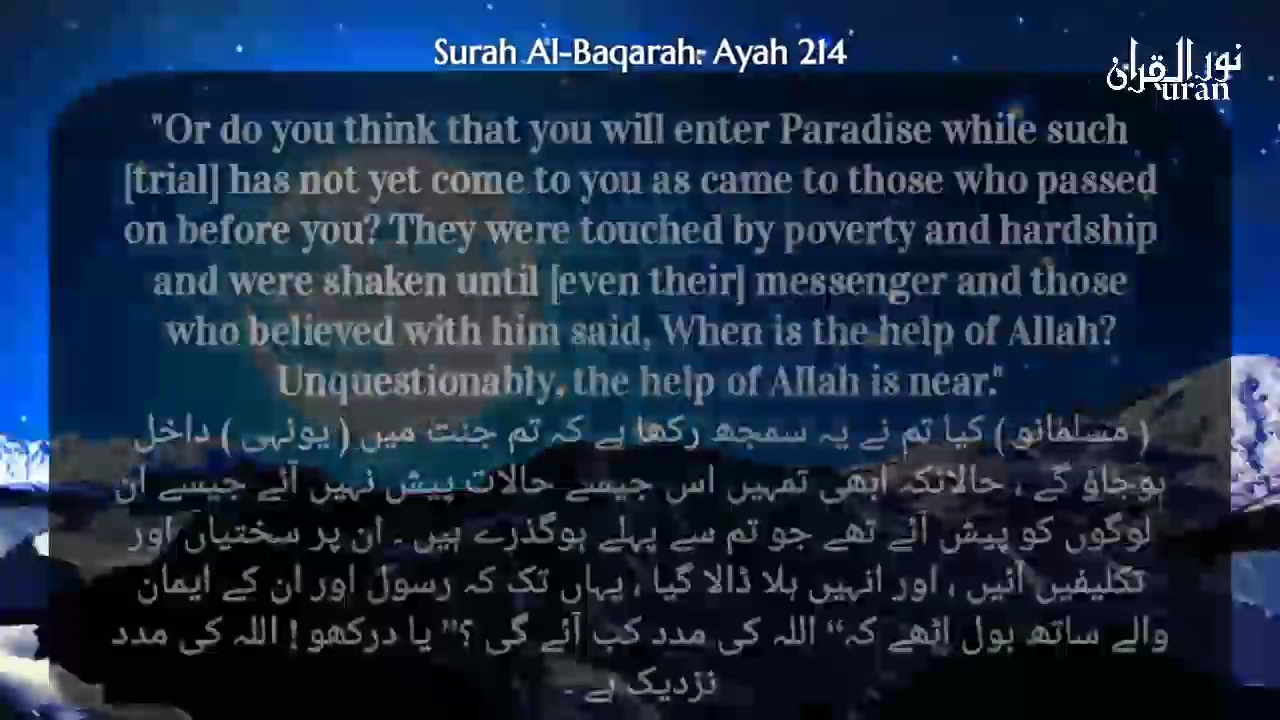 Surah Al-Baqarah: Ayah 214
نور القرآن
uran
"Or do you think that you will enter Paradise while such
[trial] has not yet come to you as came to those who passed
on before you? They were touched by poverty and hardship
and were shaken until [even their] messenger and those
who believed with him said, When is the help of Allah?
Unquestionably, the help of Allah is near."
( مسلمانو ) کیا تم نے یہ سمجھ رکھا ہے کہ تم جنت میں ( یونہی ) داخل
ہوجاؤ گے ، حالانکہ ابھی تمہیں اس جیسے حالات پیش نہیں آئے جیسے ان
لوگوں کو پیش آئے تھے جو تم سے پہلے ہوگذرے ہیں ۔ ان پر سختیاں اور
تکلیفیں آئیں ، اور انہیں ہلا ڈالا گیا ، یہاں تک کہ رسول اور ان کے ایمان
والے ساتھ بول اٹھے کہ“ اللہ کی مدد کب آئے گی ؟” یا درکھو ! اللہ کی مدد
نزدیک ہے ۔